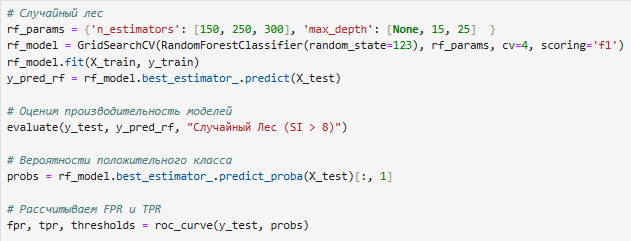 # Случайный лес
rf_params = {'n_estimators': [150, 250, 300], 'max_depth': [None, 15, 25]  }
rf_model = GridSearchCV(RandomForestClassifier(random_state=123), rf_params, cv=4, scoring='f1')
rf_model.fit(X_train, y_train)
y_pred_rf = rf_model.best_estimator_.predict(X_test)

# Оценим производительность моделей
evaluate(y_test, y_pred_rf, "Случайный Лес (SI > 8)")

# Вероятности положительного класса
probs = rf_model.best_estimator_.predict_proba(X_test)[:, 1]

# Рассчитываем FPR и TPR
fpr, tpr, thresholds = roc_curve(y_test, probs)